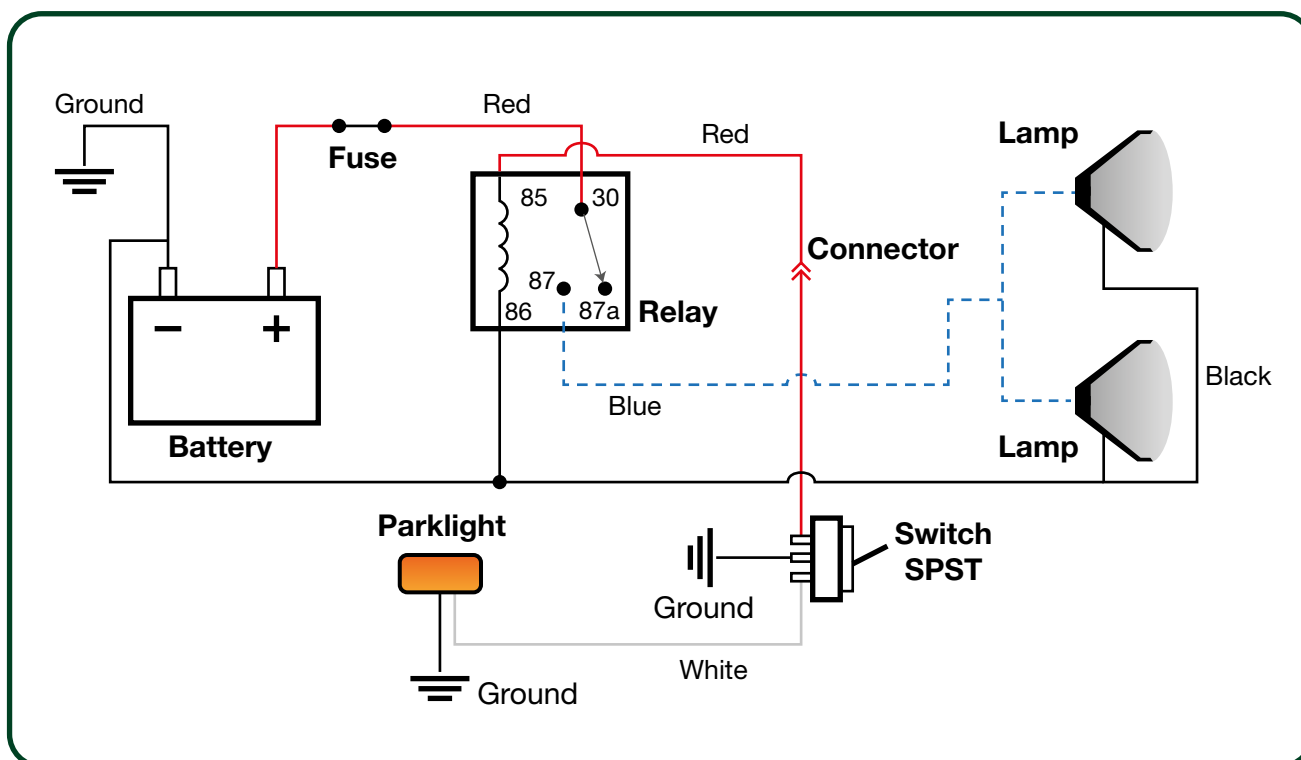 Ground
Red
Red
Lamp
Fuse
85
30
Connector
87
86
87a
Relay
− +
Blue
Black
Battery
Lamp
Parklight
Switch
SPST
Ground
White
Ground